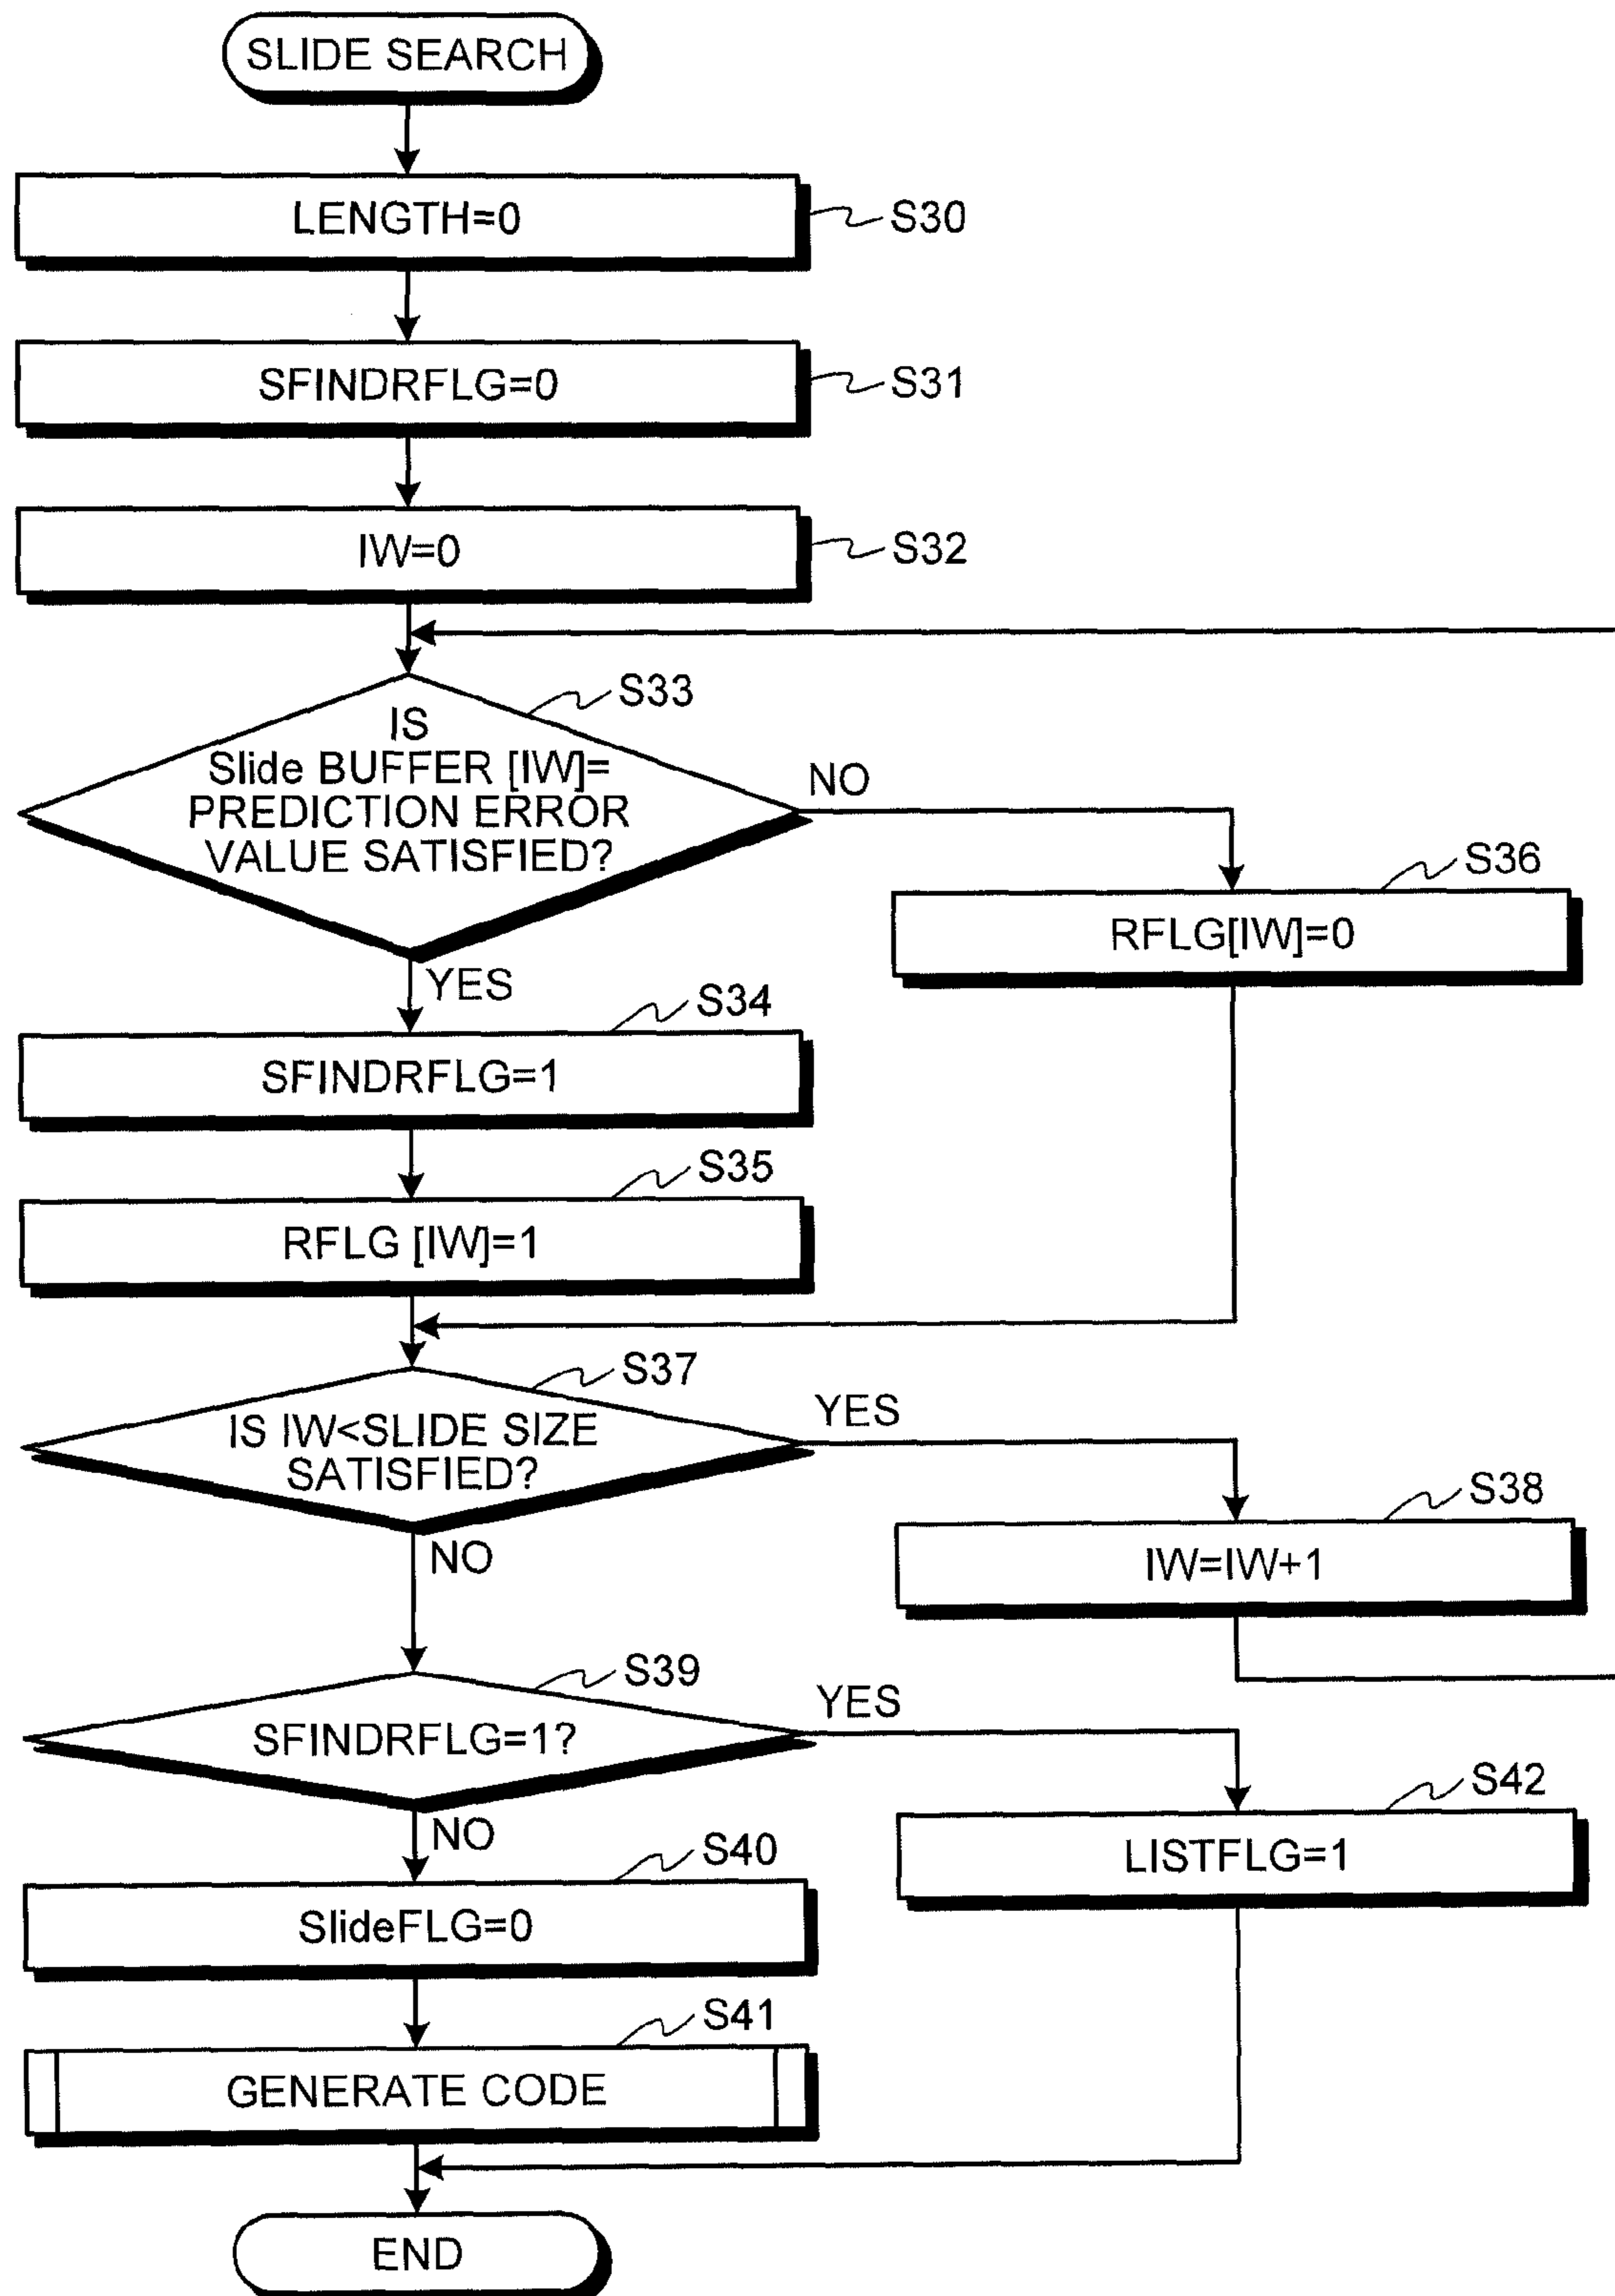 SLIDE SEARCH
LENGTH=0
S30
SFINDRFLG=0
S31
IW=0
S32
S33
IS
Slide BUFFER [IW]=
PREDICTION ERROR
VALUE SATISFIED?
NO
S36
RFLG[IW]=0
YES
S34
SFINDRFLG=1
S35
RFLG [IW]=1
S37
IS IW<SLIDE SIZE
SATISFIED?
YES
S38
IW=IW+1
NO
S39
SFINDRFLG=1?
YES
S42
LISTFLG=1
NO
S40
SlideFLG=0
S41
GENERATE CODE
END